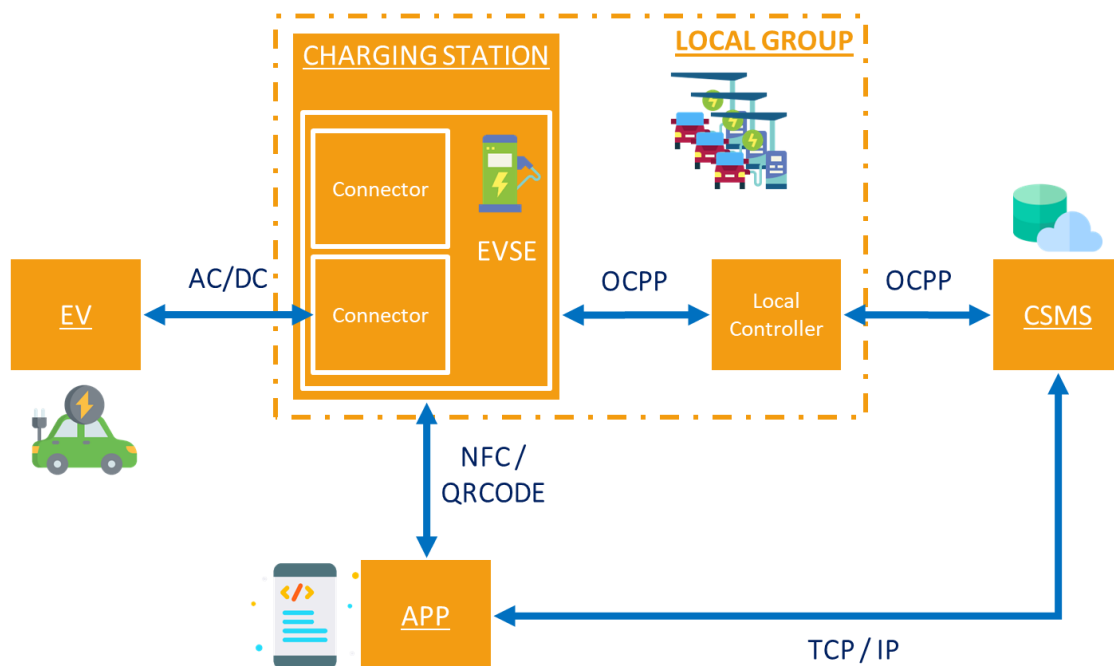 CHARGING STATION
LOCAL GROUP
Connector
EVSE
Connector
AC/DC
EV
OCPP
Local
Controller
OCPP
CSMS
NFC /
QRCODE
</>
APP
TCP / IP